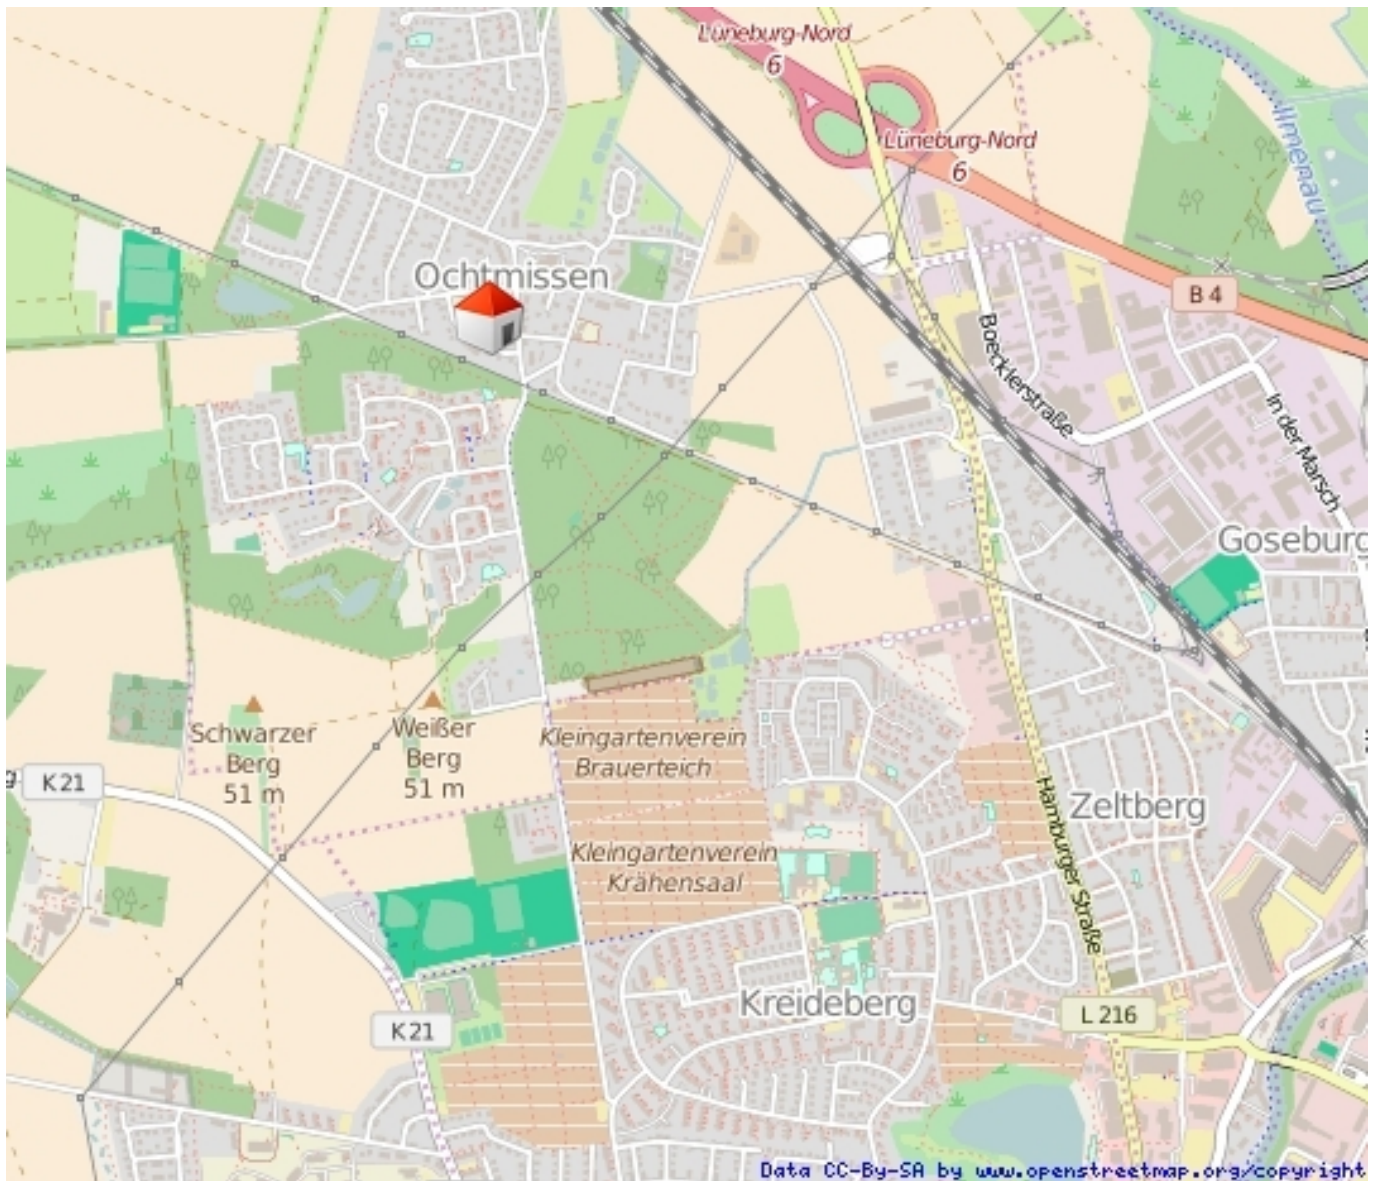 Lüneburg-Nord
6
Lüneburg-Nord
6
Ilmenau
Ochtmissen
B 4
Boecklerstraße
In der Marsch
Goseburg
Schwarzer
Berg
51 m
Weißer
Berg
51 m
Kleingartenverein
Brauerteich
K 21
Hamburger Straße
Zeltberg
Kleingartenverein
Krähensaal
Kreideberg
L 216
K 21
Data CC-By-SA by www.openstreetmap.org/copyright